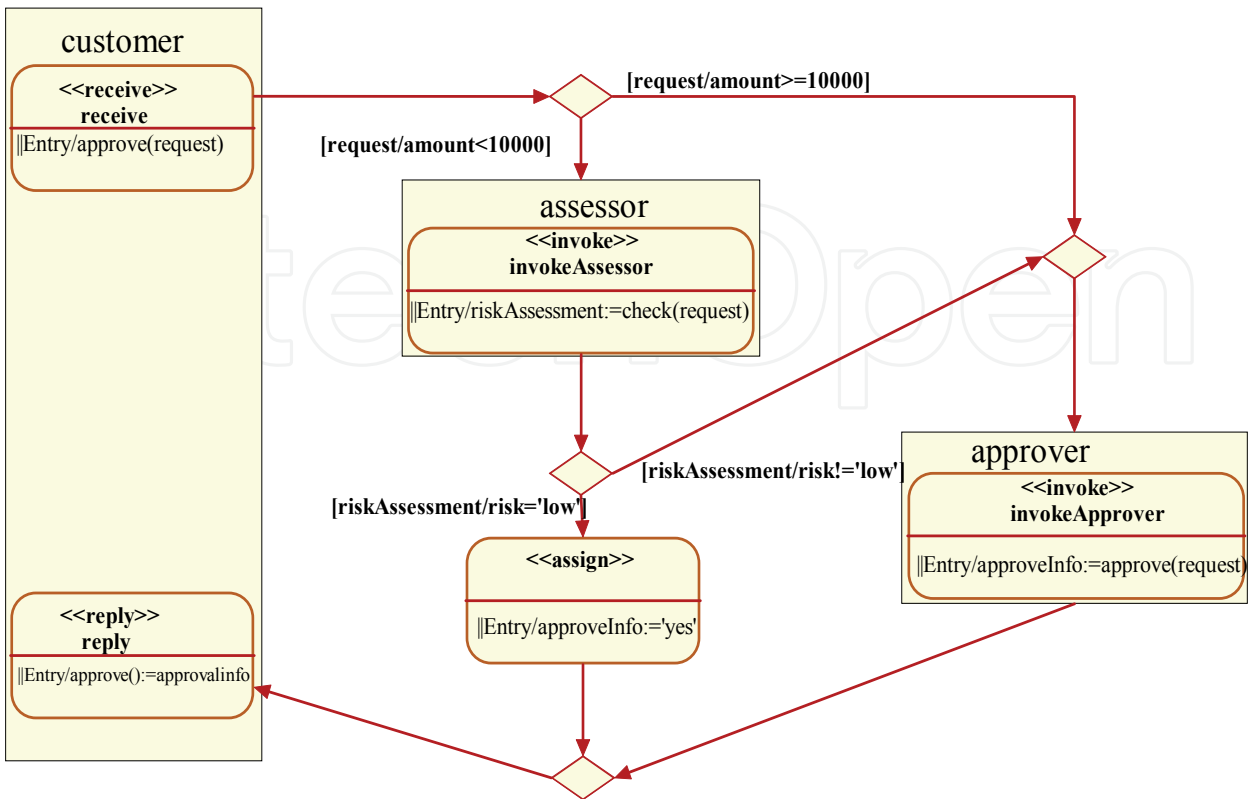 customer
<<receive>>
receive
||Entry/approve(request)
[request/amount>=10000]
[request/amount<10000]
assessor
<<invoke>>
invokeAssessor
||Entry/riskAssessment:=check(request)
[riskAssessment/risk!='low']
[riskAssessment/risk='low']
approver
<<invoke>>
invokeApprover
||Entry/approveInfo:=approve(request)
<<assign>>
||Entry/approveInfo:='yes'
<<reply>>
reply
||Entry/approve():=approvalinfo